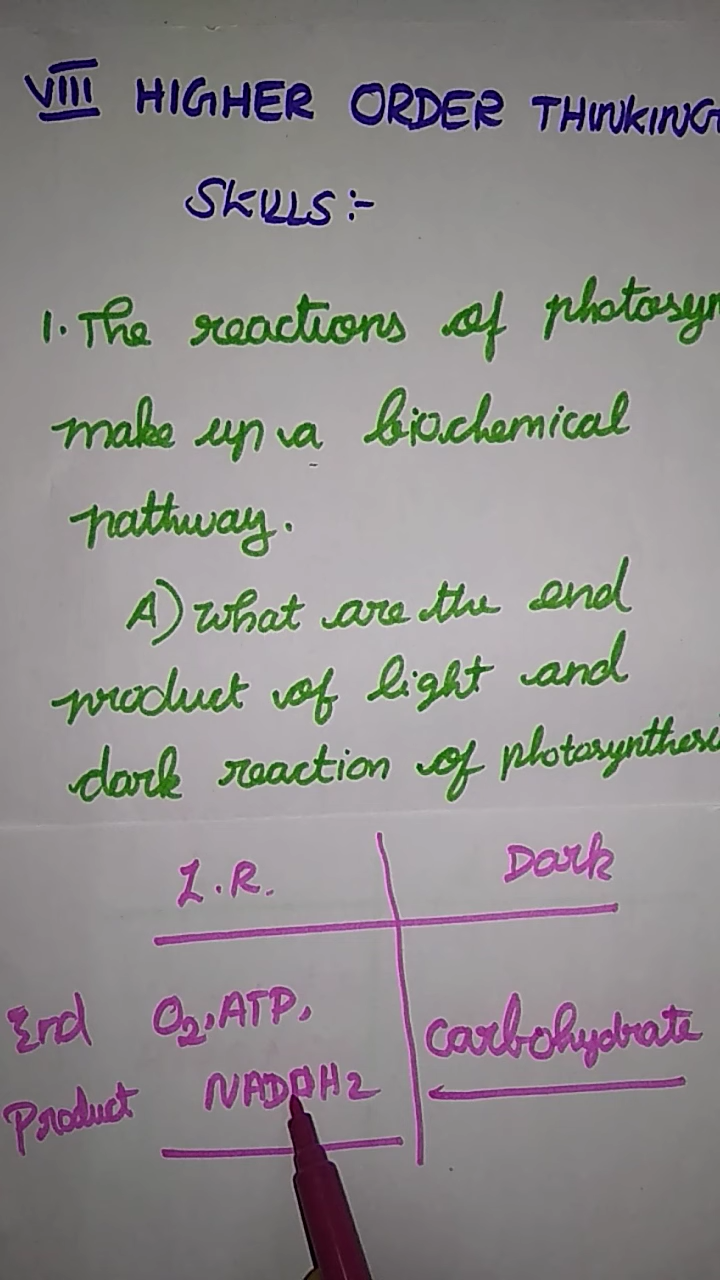 VIII HIGHER ORDER THINKING
SKILLS:-
1. The reactions of photosyn
make up a biochemical
pathway.
A) what are the end
product of light and
dark reaction of photosynthesi
L.R. Dark
End O2, ATP, Carbohydrate
Product NADPH2